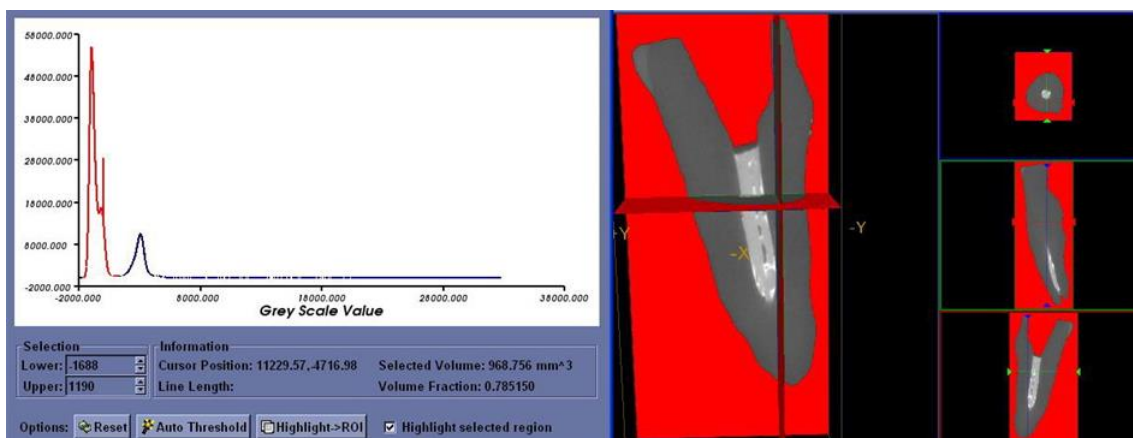 58000.000
48000.000
38000.000
28000.000
18000.000
8000.000
-2000.000
-2000.000 8000.000 18000.000 28000.000 38000.000
Grey Scale Value
Selection
Lower: -1688
Upper: 1190
Information
Cursor Position: 11229.57,-4716.98 Selected Volume: 968.756 mm^3
Line Length: Volume Fraction: 0.785150
Options: Reset Auto Threshold Highlight->ROI Highlight selected region
+Y
-Y
-X